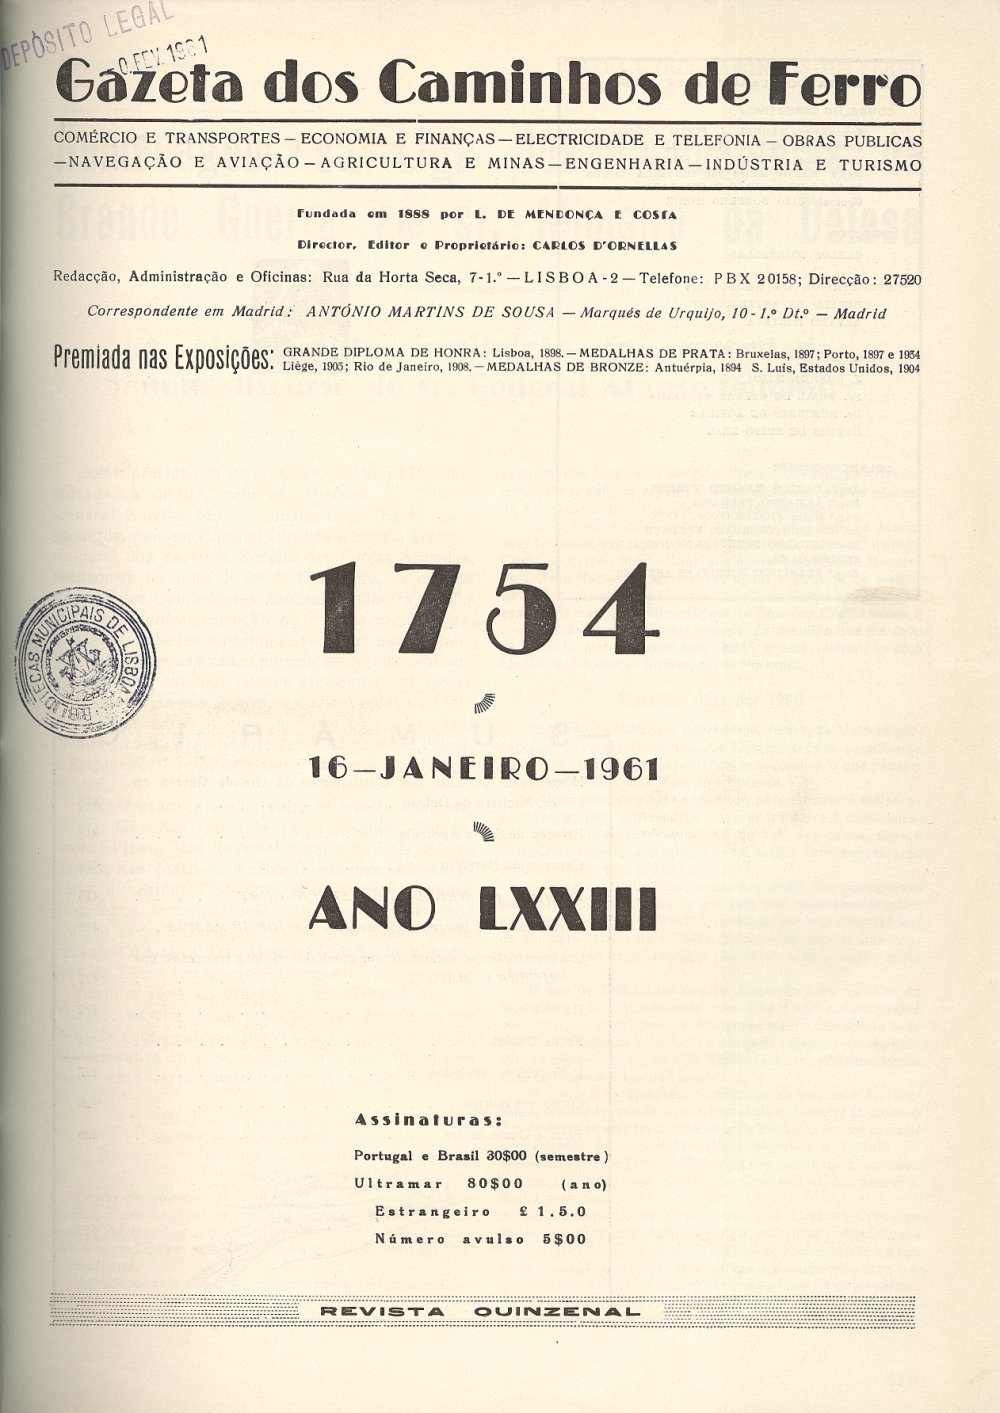 DEPÓSITO LEGAL
FEV. 1961
Gazeta dos Caminhos de Ferro
COMÉRCIO E TRANSPORTES — ECONOMIA E FINANÇAS — ELECTRICIDADE E TELEFONIA — OBRAS PUBLICAS
— NAVEGAÇÃO E AVIAÇÃO — AGRICULTURA E MINAS — ENGENHARIA — INDÚSTRIA E TURISMO
Fundada em 1888 por L. DE MENDONÇA E COSTA
Director, Editor e Proprietário: CARLOS D'ORNELLAS
Redacção, Administração e Oficinas: Rua da Horta Seca, 7-1.º — LISBOA-2 — Telefone: PBX 20158; Direcção: 27520
Correspondente em Madrid: ANTÓNIO MARTINS DE SOUSA — Marqués de Urquijo, 10-1.º Dt.º — Madrid
Premiada nas Exposições: GRANDE DIPLOMA DE HONRA: Lisboa, 1898. — MEDALHAS DE PRATA: Bruxelas, 1897; Porto, 1897 e 1934
Liège, 1905; Rio de Janeiro, 1908. — MEDALHAS DE BRONZE: Antuérpia, 1894 S. Luís, Estados Unidos, 1904
1754
BIBLIOTECAS MUNICIPAIS DE LISBOA
16 — JANEIRO — 1961
ANO LXXIII
Assinaturas:
Portugal e Brasil 30$00 (semestre)
Ultramar 80$00 (ano)
Estrangeiro £ 1.5.0
Número avulso 5$00
REVISTA QUINZENAL